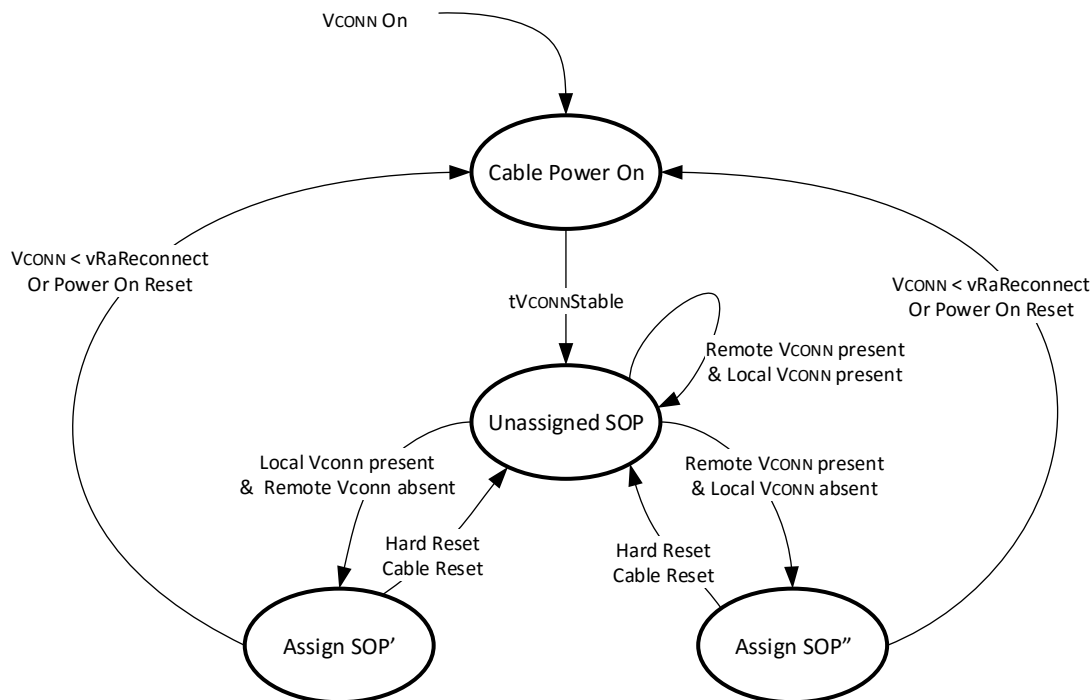 VCONN On
Cable Power On
VCONN < vRaReconnect
Or Power On Reset
VCONN < vRaReconnect
Or Power On Reset
tVCONNStable
Remote VCONN present
& Local VCONN present
Unassigned SOP
Local Vconn present
& Remote Vconn absent
Remote VCONN present
& Local VCONN absent
Hard Reset
Cable Reset
Hard Reset
Cable Reset
Assign SOP’
Assign SOP”